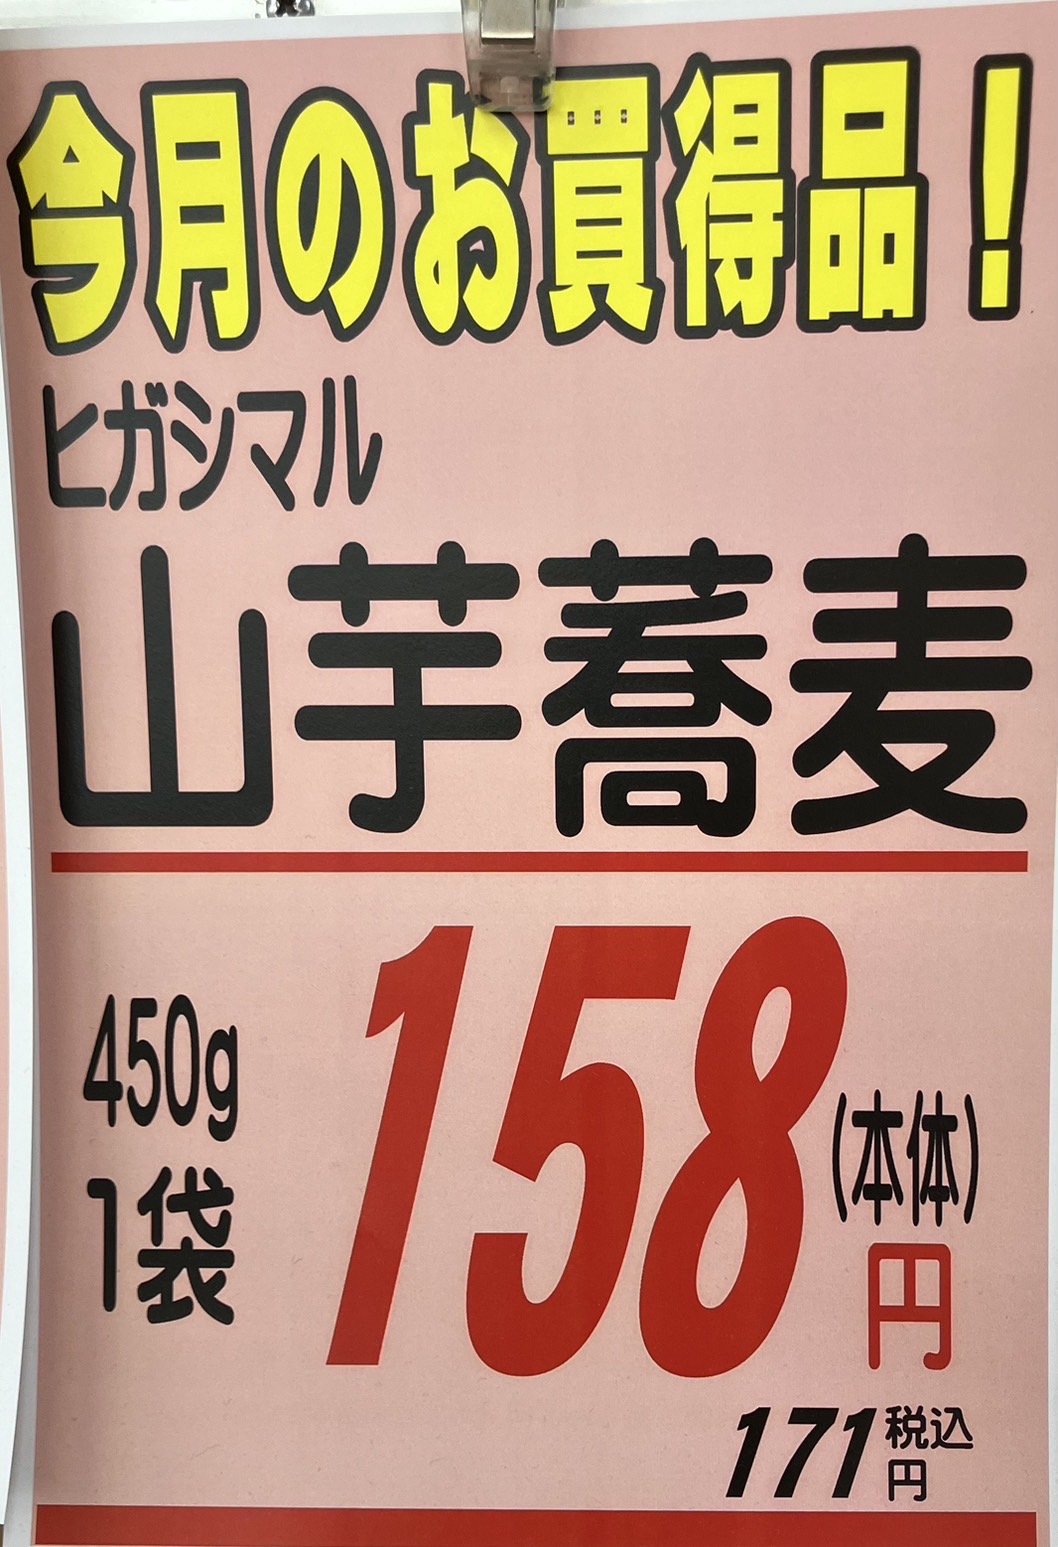 今月のお買得品!
ヒガシマル
山芋蕎麦
450g
1袋
158
(本体)
円
171
税込
円